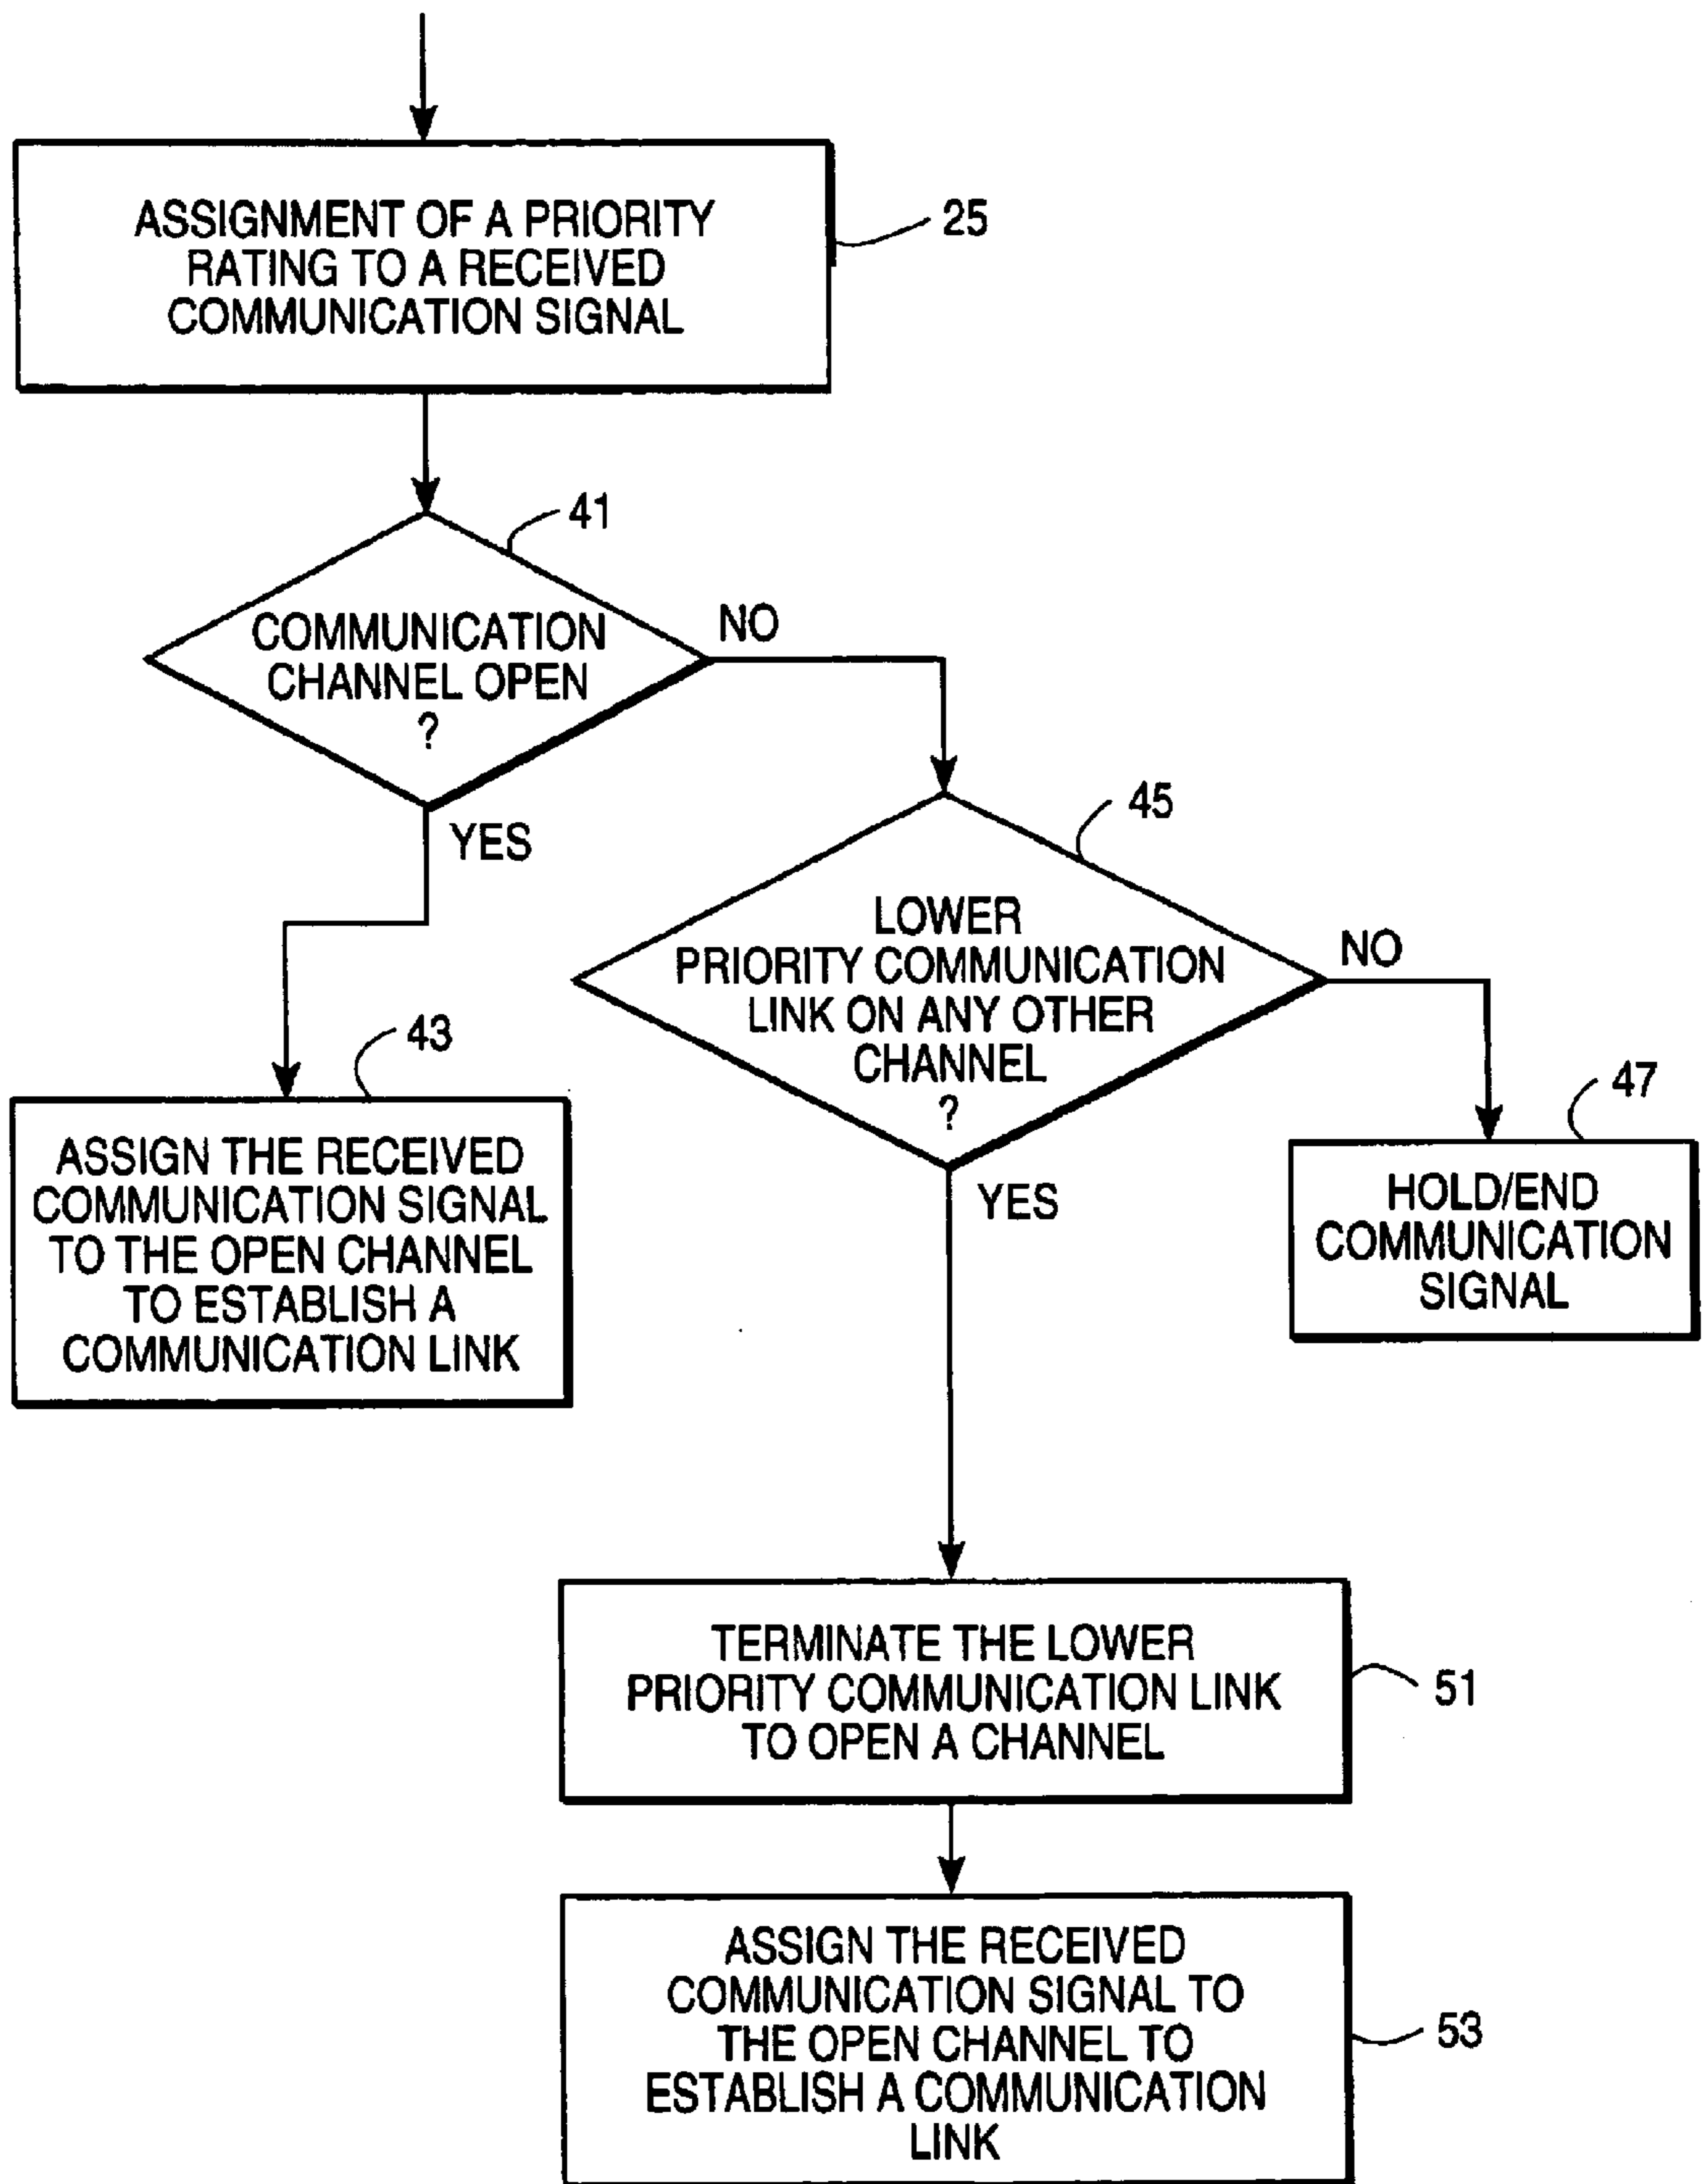 ASSIGNMENT OF A PRIORITY
RATING TO A RECEIVED
COMMUNICATION SIGNAL
25
41
COMMUNICATION
CHANNEL OPEN
?
NO
YES
45
LOWER
PRIORITY COMMUNICATION
LINK ON ANY OTHER
CHANNEL
?
NO
YES
43
ASSIGN THE RECEIVED
COMMUNICATION SIGNAL
TO THE OPEN CHANNEL
TO ESTABLISH A
COMMUNICATION LINK
47
HOLD/END
COMMUNICATION
SIGNAL
TERMINATE THE LOWER
PRIORITY COMMUNICATION LINK
TO OPEN A CHANNEL
51
ASSIGN THE RECEIVED
COMMUNICATION SIGNAL TO
THE OPEN CHANNEL TO
ESTABLISH A COMMUNICATION
LINK
53